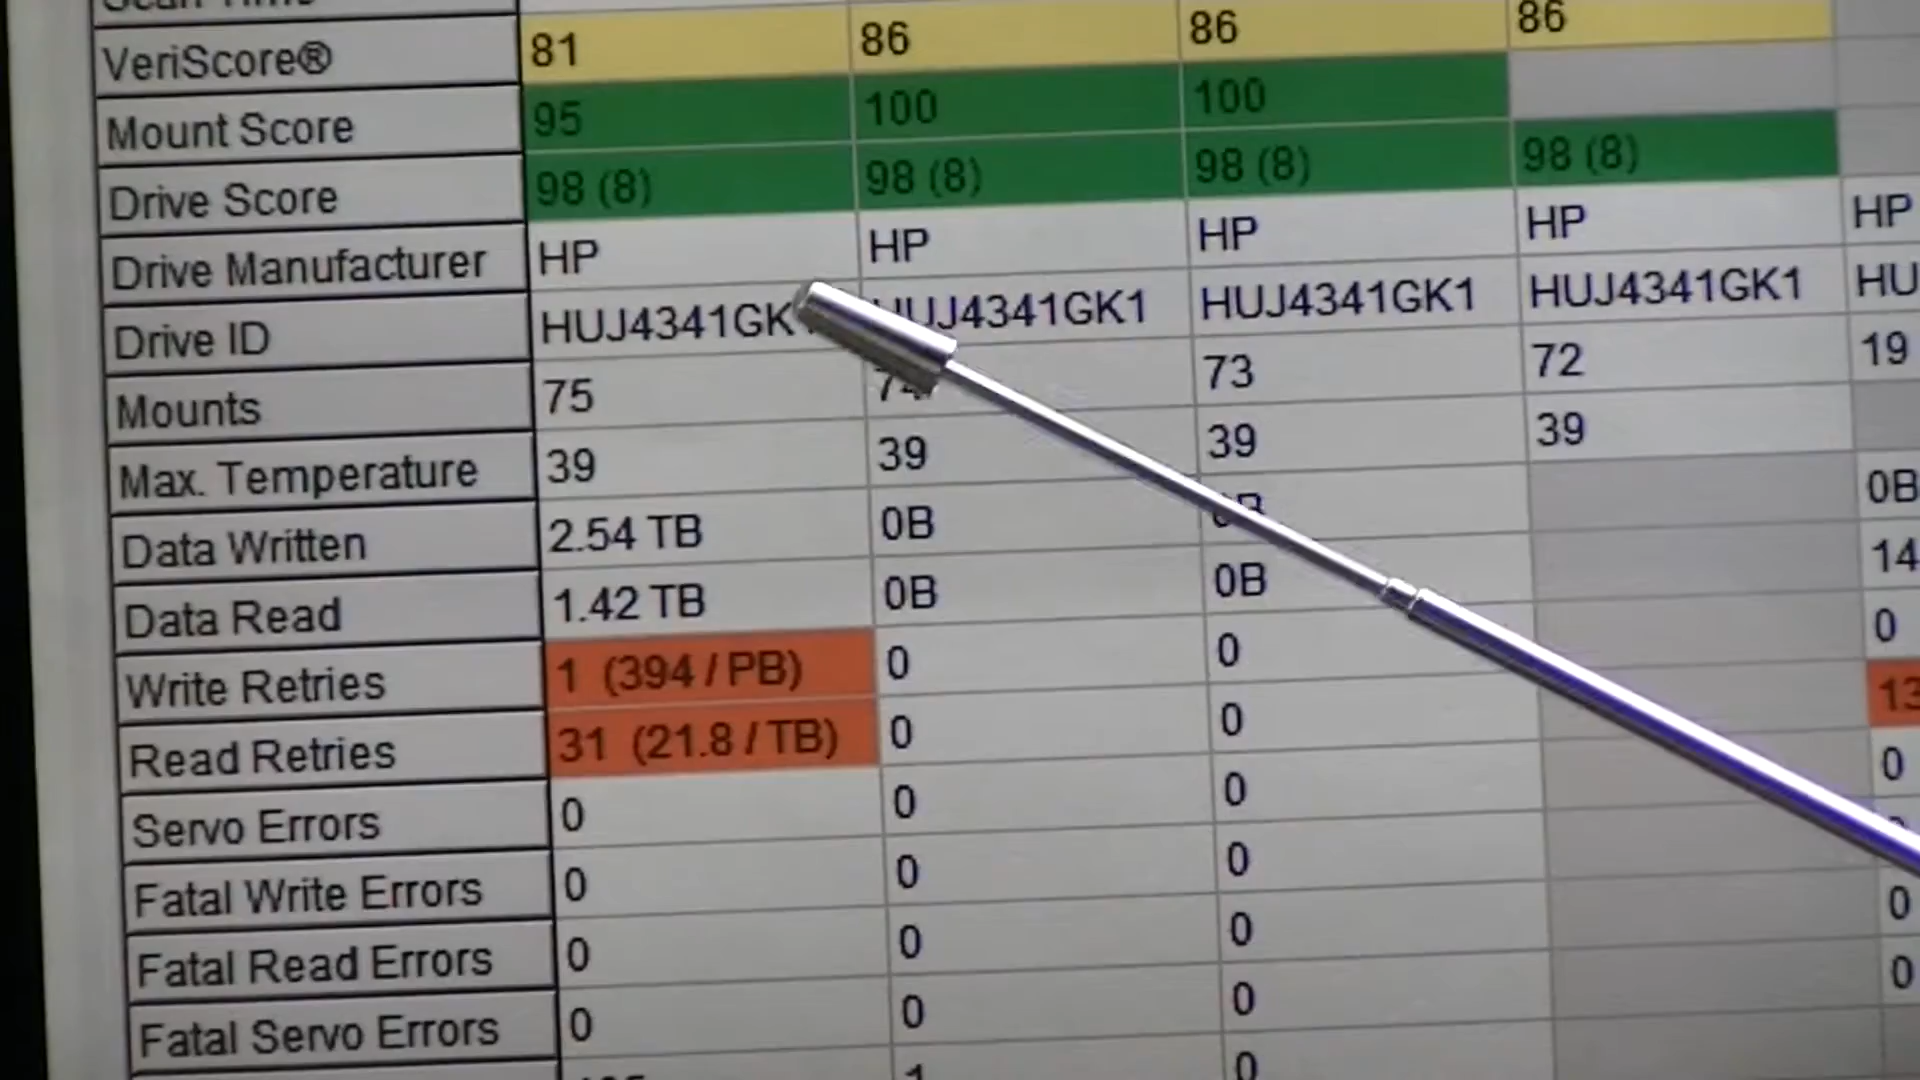 VeriScore® 81 86 86 86
Mount Score 95 100 100
Drive Score 98 (8) 98 (8) 98 (8) 98 (8)
Drive Manufacturer HP HP HP HP HP
Drive ID HUJ4341GK HUJ4341GK1 HUJ4341GK1 HUJ4341GK1 HU
Mounts 75 74 73 72 19
Max. Temperature 39 39 39 39
Data Written 2.54 TB 0B 0B 0B
Data Read 1.42 TB 0B 0B 14
Write Retries 1 (394 / PB) 0 0 0
Read Retries 31 (21.8 / TB) 0 0 13
Servo Errors 0 0 0 0
Fatal Write Errors 0 0 0
Fatal Read Errors 0 0 0 0
Fatal Servo Errors 0 0 0 0